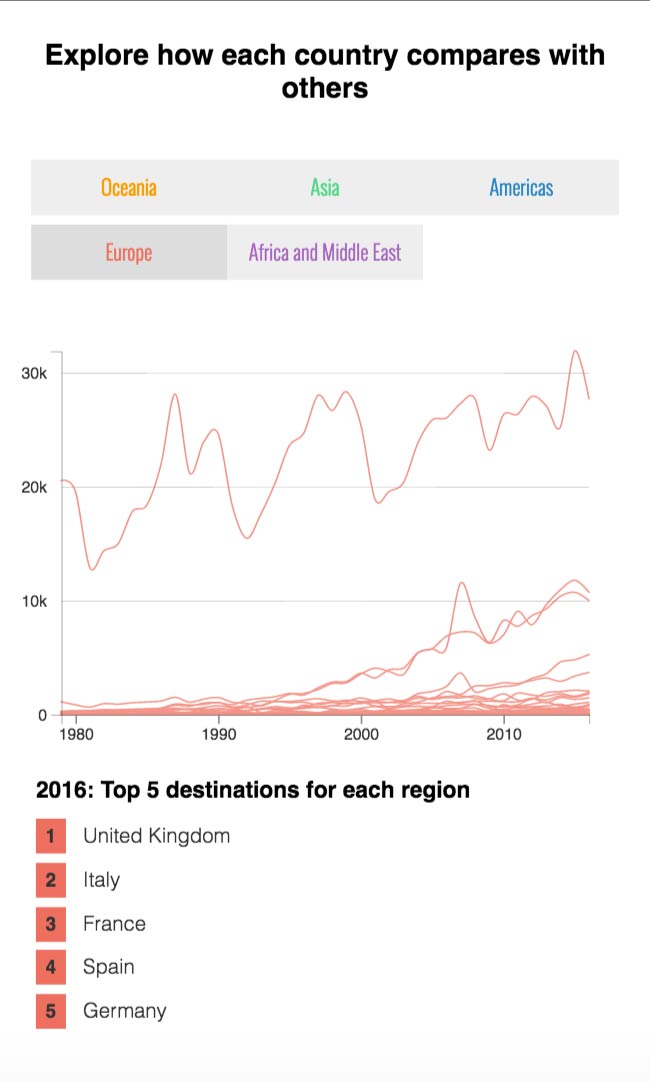 Explore how each country compares with
others
Oceania
Asia
Americas
Europe
Africa and Middle East
30k
20k
10k
0
1980
1990
2000
2010
2016: Top 5 destinations for each region
1 United Kingdom
2 Italy
3 France
4 Spain
5 Germany